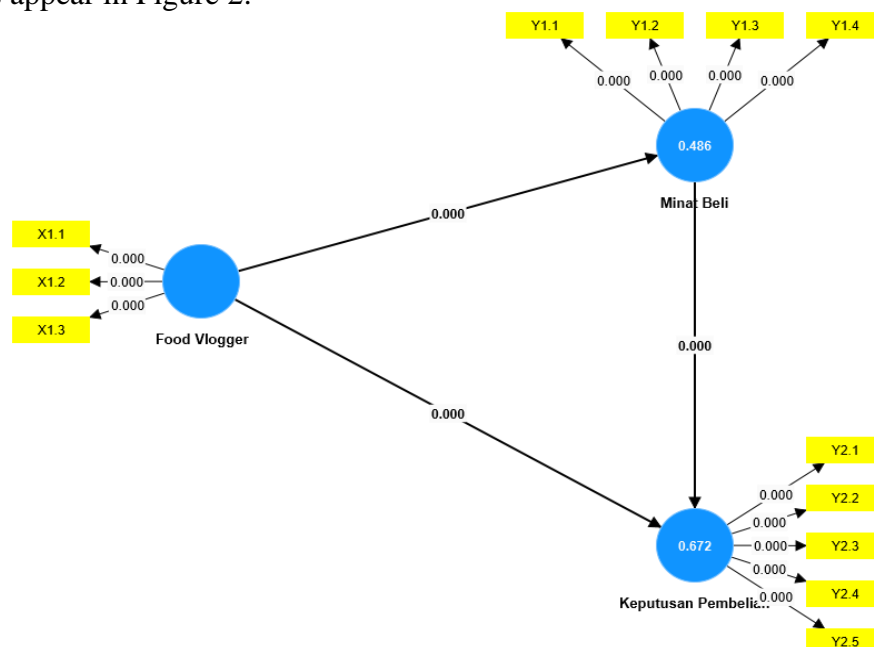 appear in Figure 2.
Y1.1 Y1.2 Y1.3 Y1.4
0.000 0.000 0.000 0.000
0.486
Minat Beli
0.000
X1.1
X1.2
X1.3
0.000
0.000
0.000
Food Vlogger
0.000
0.000
0.672
Keputusan Pembelia...
Y2.1
Y2.2
Y2.3
Y2.4
Y2.5
0.000
0.000
0.000
0.000
0.000